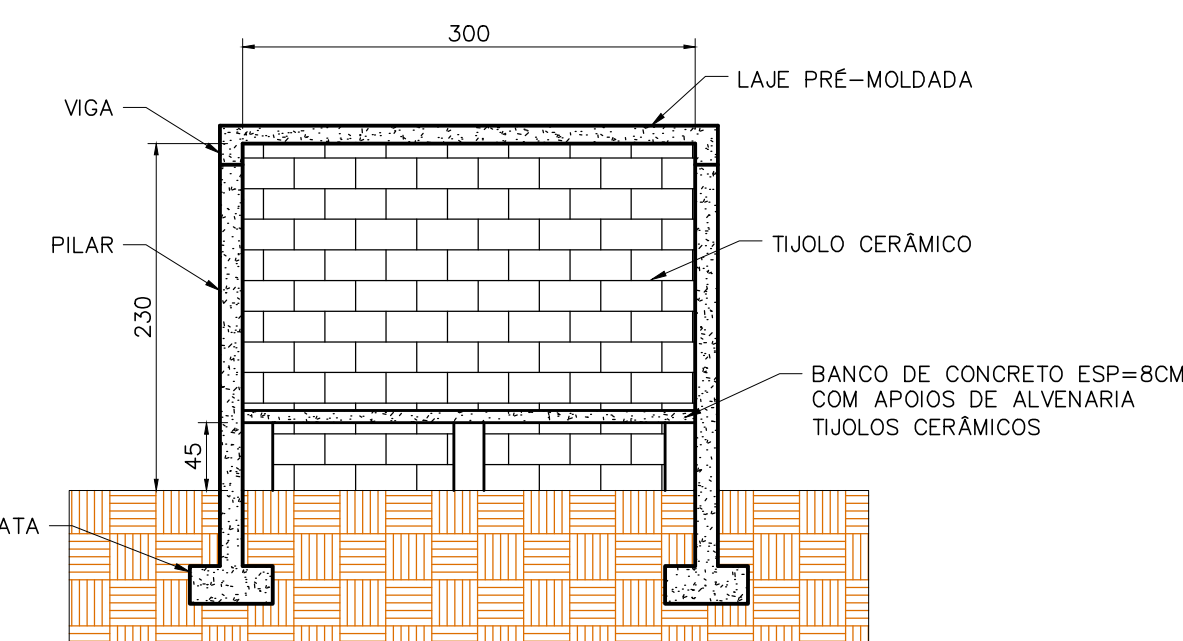 300
LAJE PRÉ-MOLDADA
VIGA
PILAR
TIJOLO CERÂMICO
230
BANCO DE CONCRETO ESP=8CM
COM APOIOS DE ALVENARIA
TIJOLOS CERÂMICOS
45
ATA